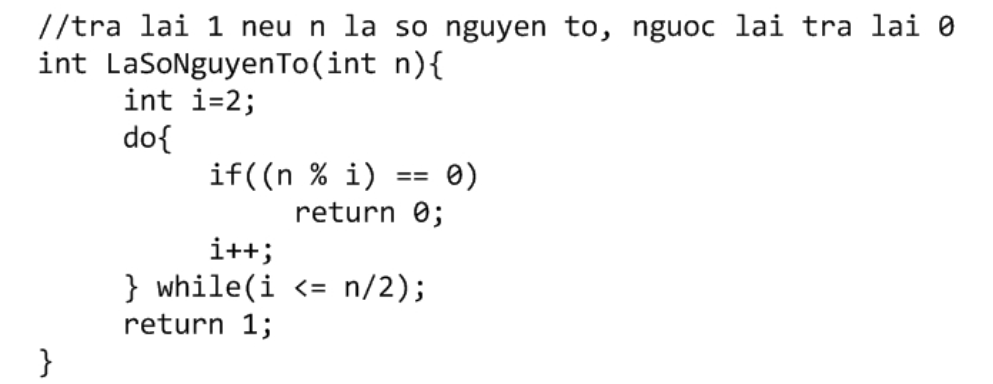 //tra lai 1 neu n la so nguyen to, nguoc lai tra lai 0
int LaSoNguyenTo(int n){
     int i=2;
     do{
          if((n % i) == 0)
               return 0;
          i++;
     } while(i <= n/2);
     return 1;
}